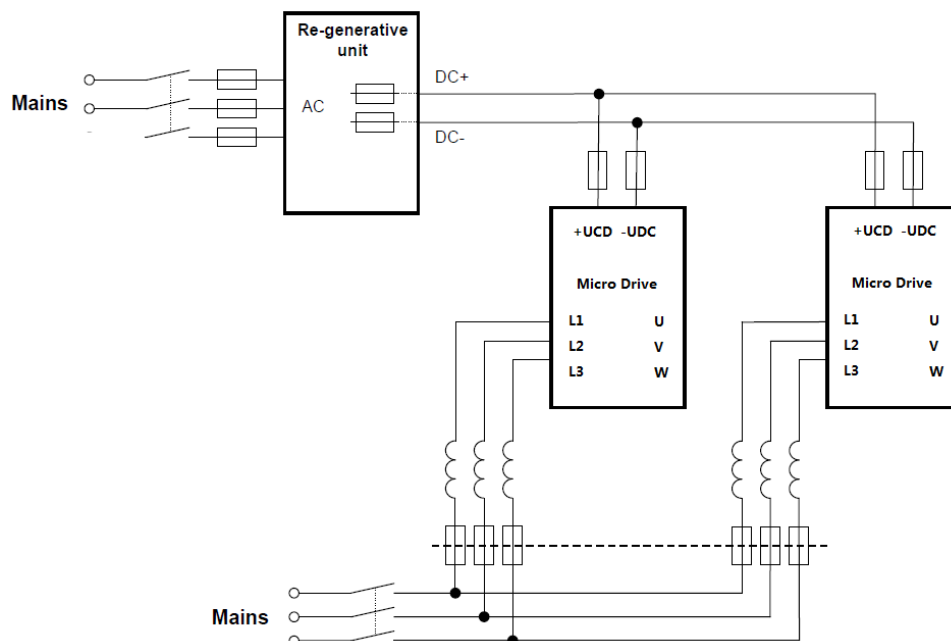 Re-generative
unit
DC+
Mains
AC
DC-
+UCD -UDC
+UCD -UDC
Micro Drive
Micro Drive
L1 U
L1 U
L2 V
L2 V
L3 W
L3 W
Mains